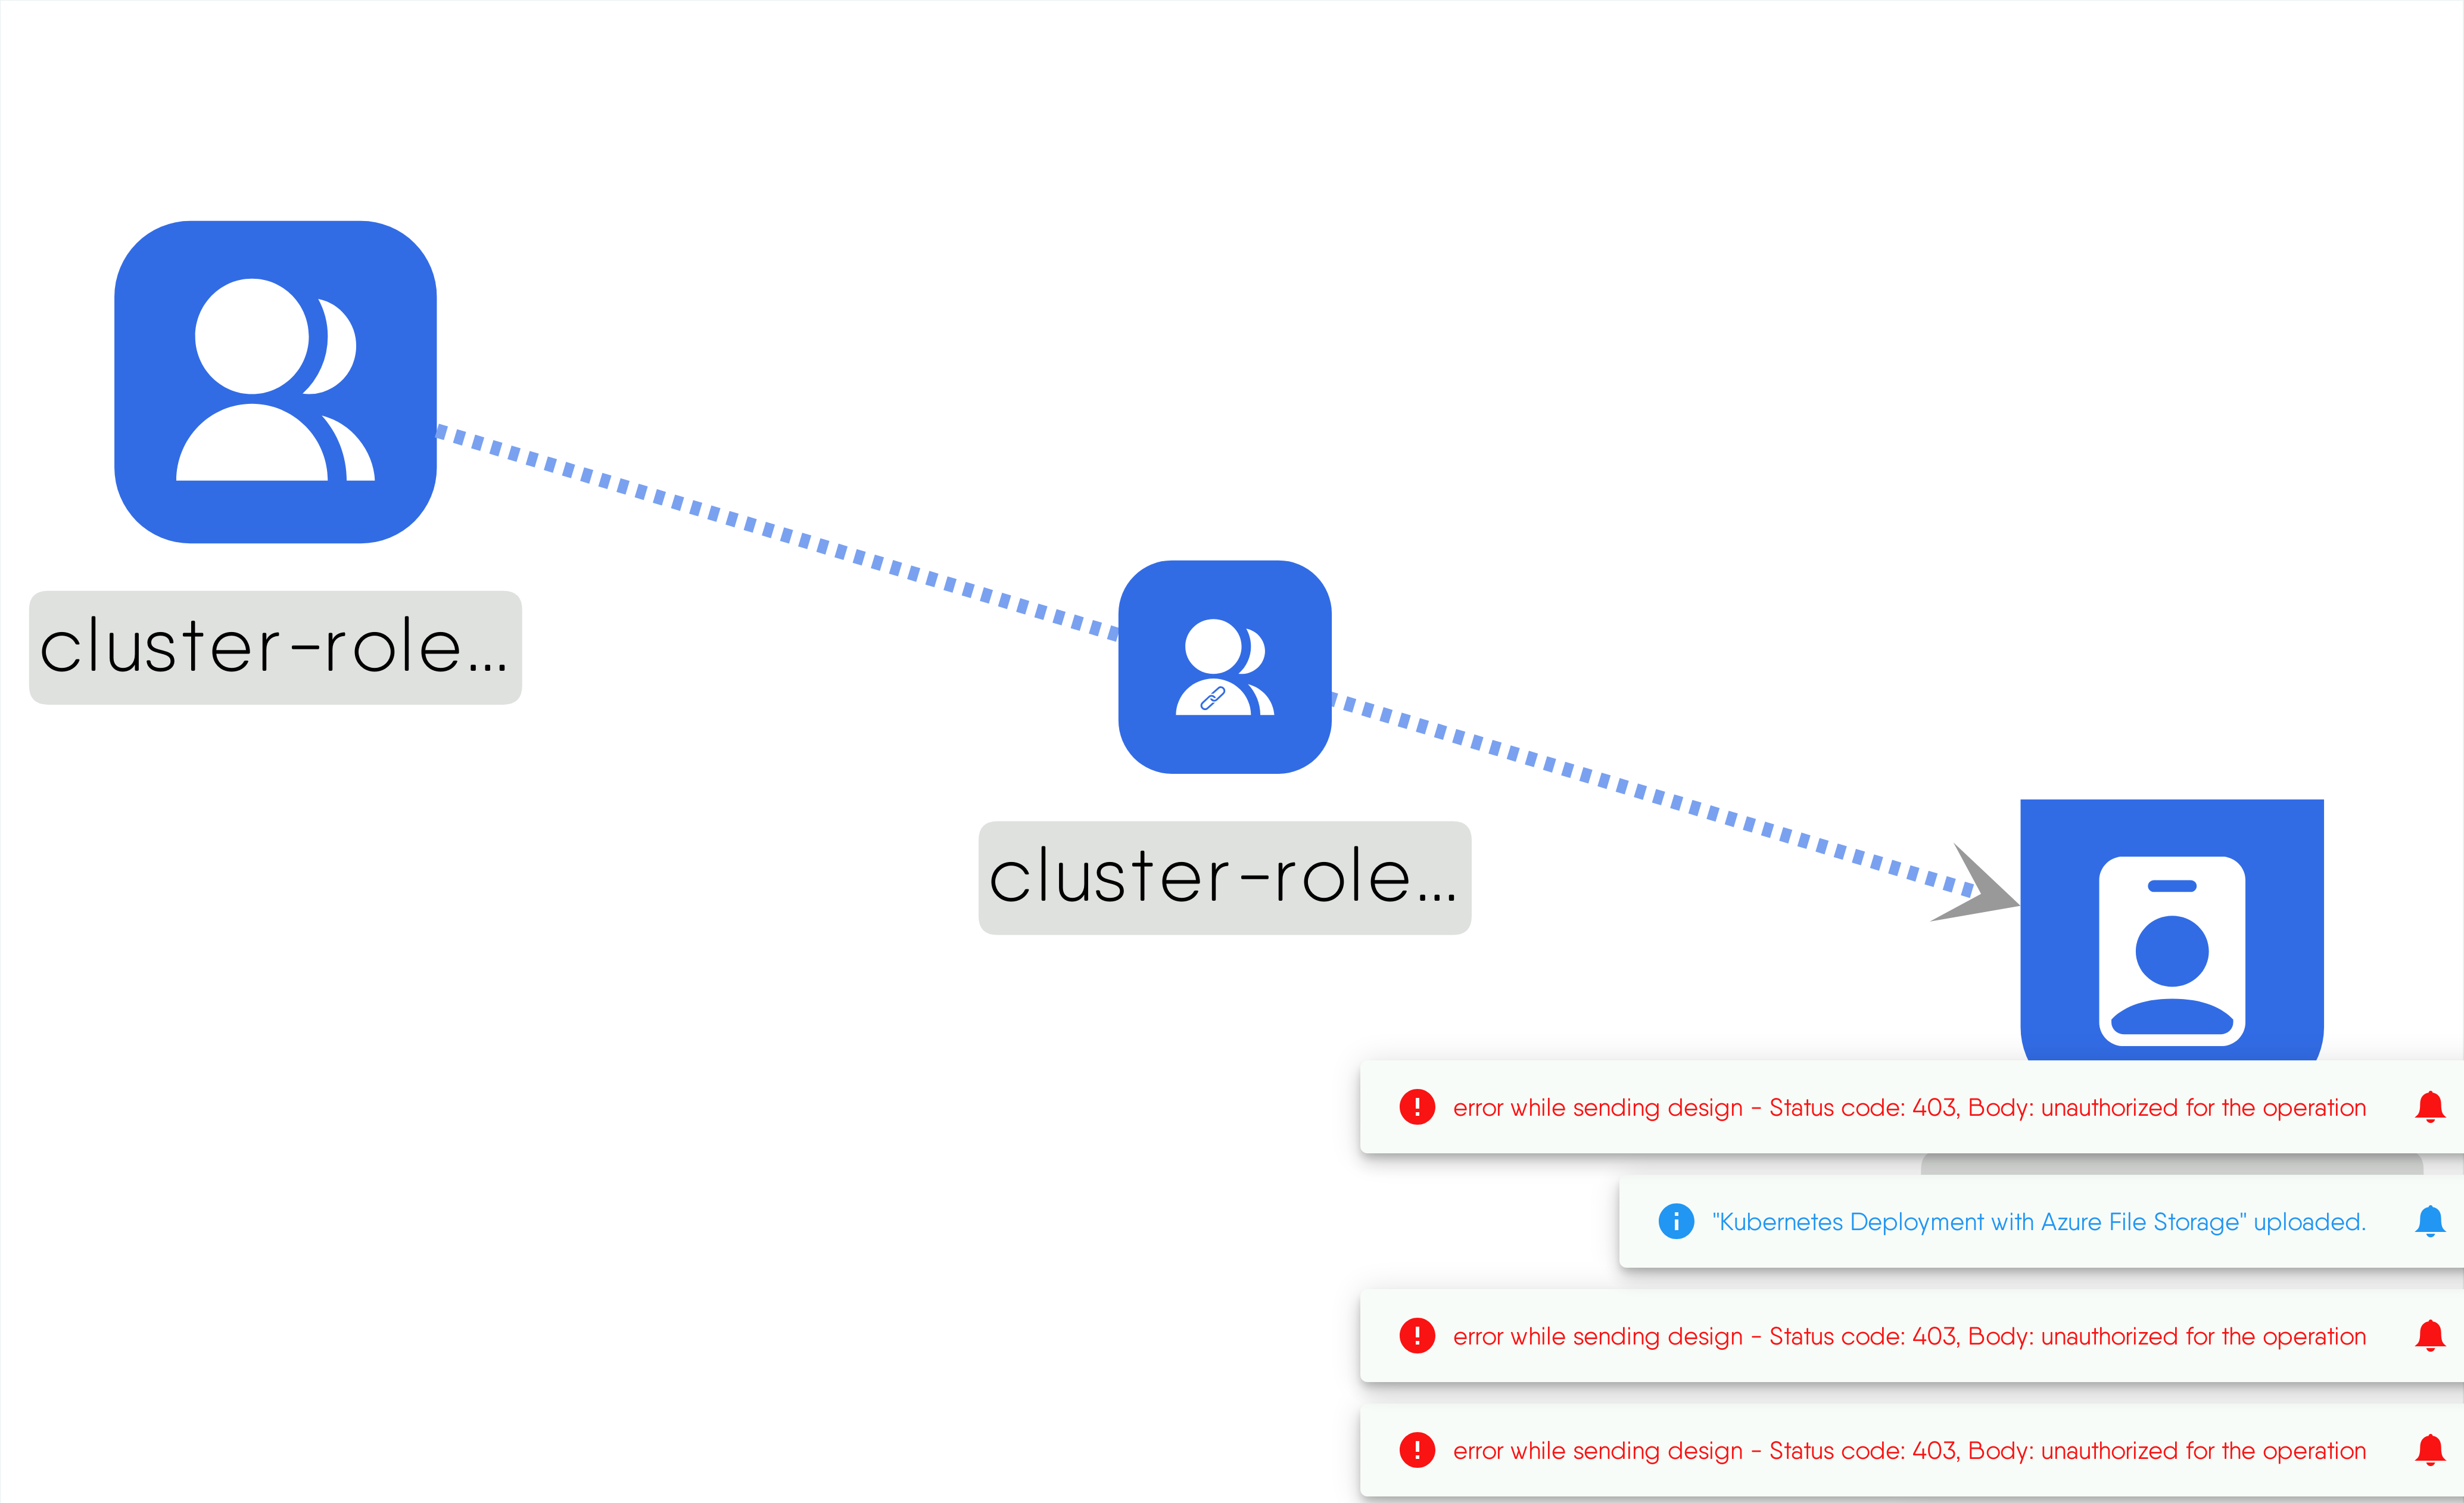 cluster-role...
cluster-role...
error while sending design - Status code: 403, Body: unauthorized for the operation
"Kubernetes Deployment with Azure File Storage" uploaded.
error while sending design - Status code: 403, Body: unauthorized for the operation
error while sending design - Status code: 403, Body: unauthorized for the operation